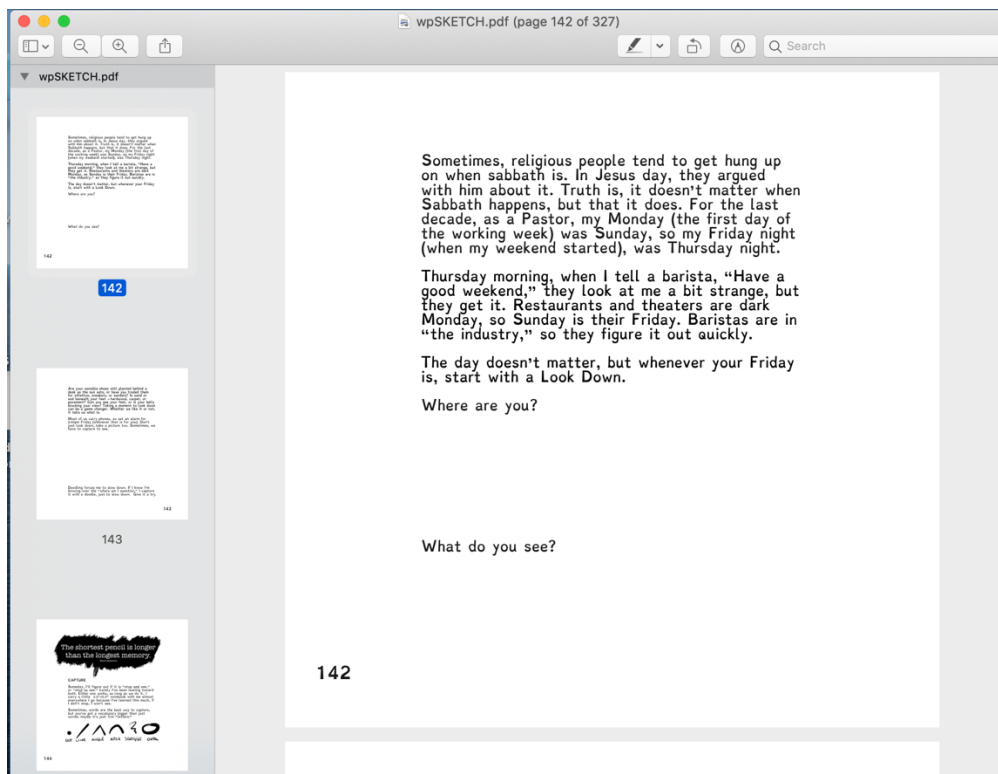 wpSKETCH.pdf (page 142 of 327)
Search
wpSKETCH.pdf
Sometimes, religious people tend to get hung up
on when sabbath is. In Jesus day, they argued
with him about it. Truth is, it doesn't matter when
Sabbath happens, but that it does. For the last
decade, as a Pastor, my Monday (the first day of
the working week) was Sunday, so my Friday night
(when my weekend started), was Thursday night.
Thursday morning, when I tell a barista, "Have a
good weekend," they look at me a bit strange, but
they get it. Restaurants and theaters are dark
Monday, so Sunday is their Friday. Baristas are in
"the industry," so they figure it out quickly.
The day doesn't matter, but whenever your Friday
is, start with a Look Down.
Where are you?
What do you see?
142
142
142
143
143
The shortest pencil is longer
than the longest memory.
CAPTURE
144